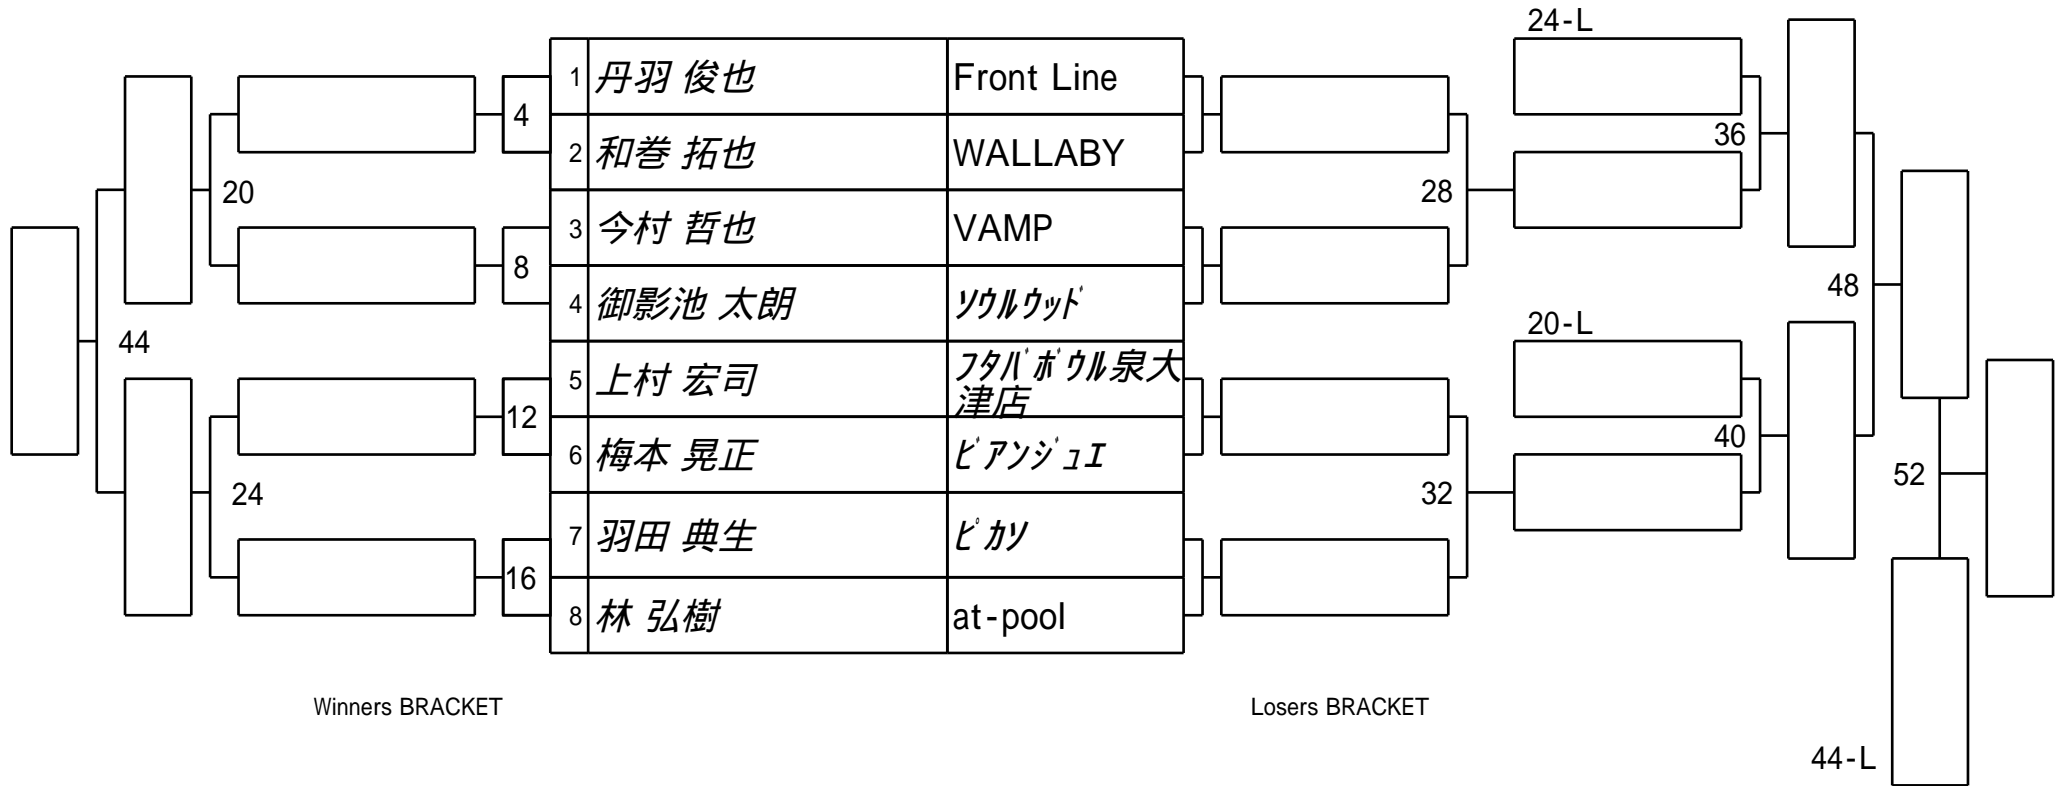 24-L
1 丹羽 俊也 Front Line
4
2 和巻 拓也 WALLABY
36
20
28
3 今村 哲也 VAMP
8
4 御影池 太朗 ｿｳﾙｳｯﾄﾞ
48
44
20-L
5 上村 宏司 ﾌﾀﾊﾞﾎﾞｳﾙ泉大
津店
12
40
6 梅本 晃正 ﾋﾞｱﾝｼﾞｭｴ
52
24
32
7 羽田 典生 ﾋﾟｶｿ
16
8 林 弘樹 at-pool
Winners BRACKET
Losers BRACKET
44-L